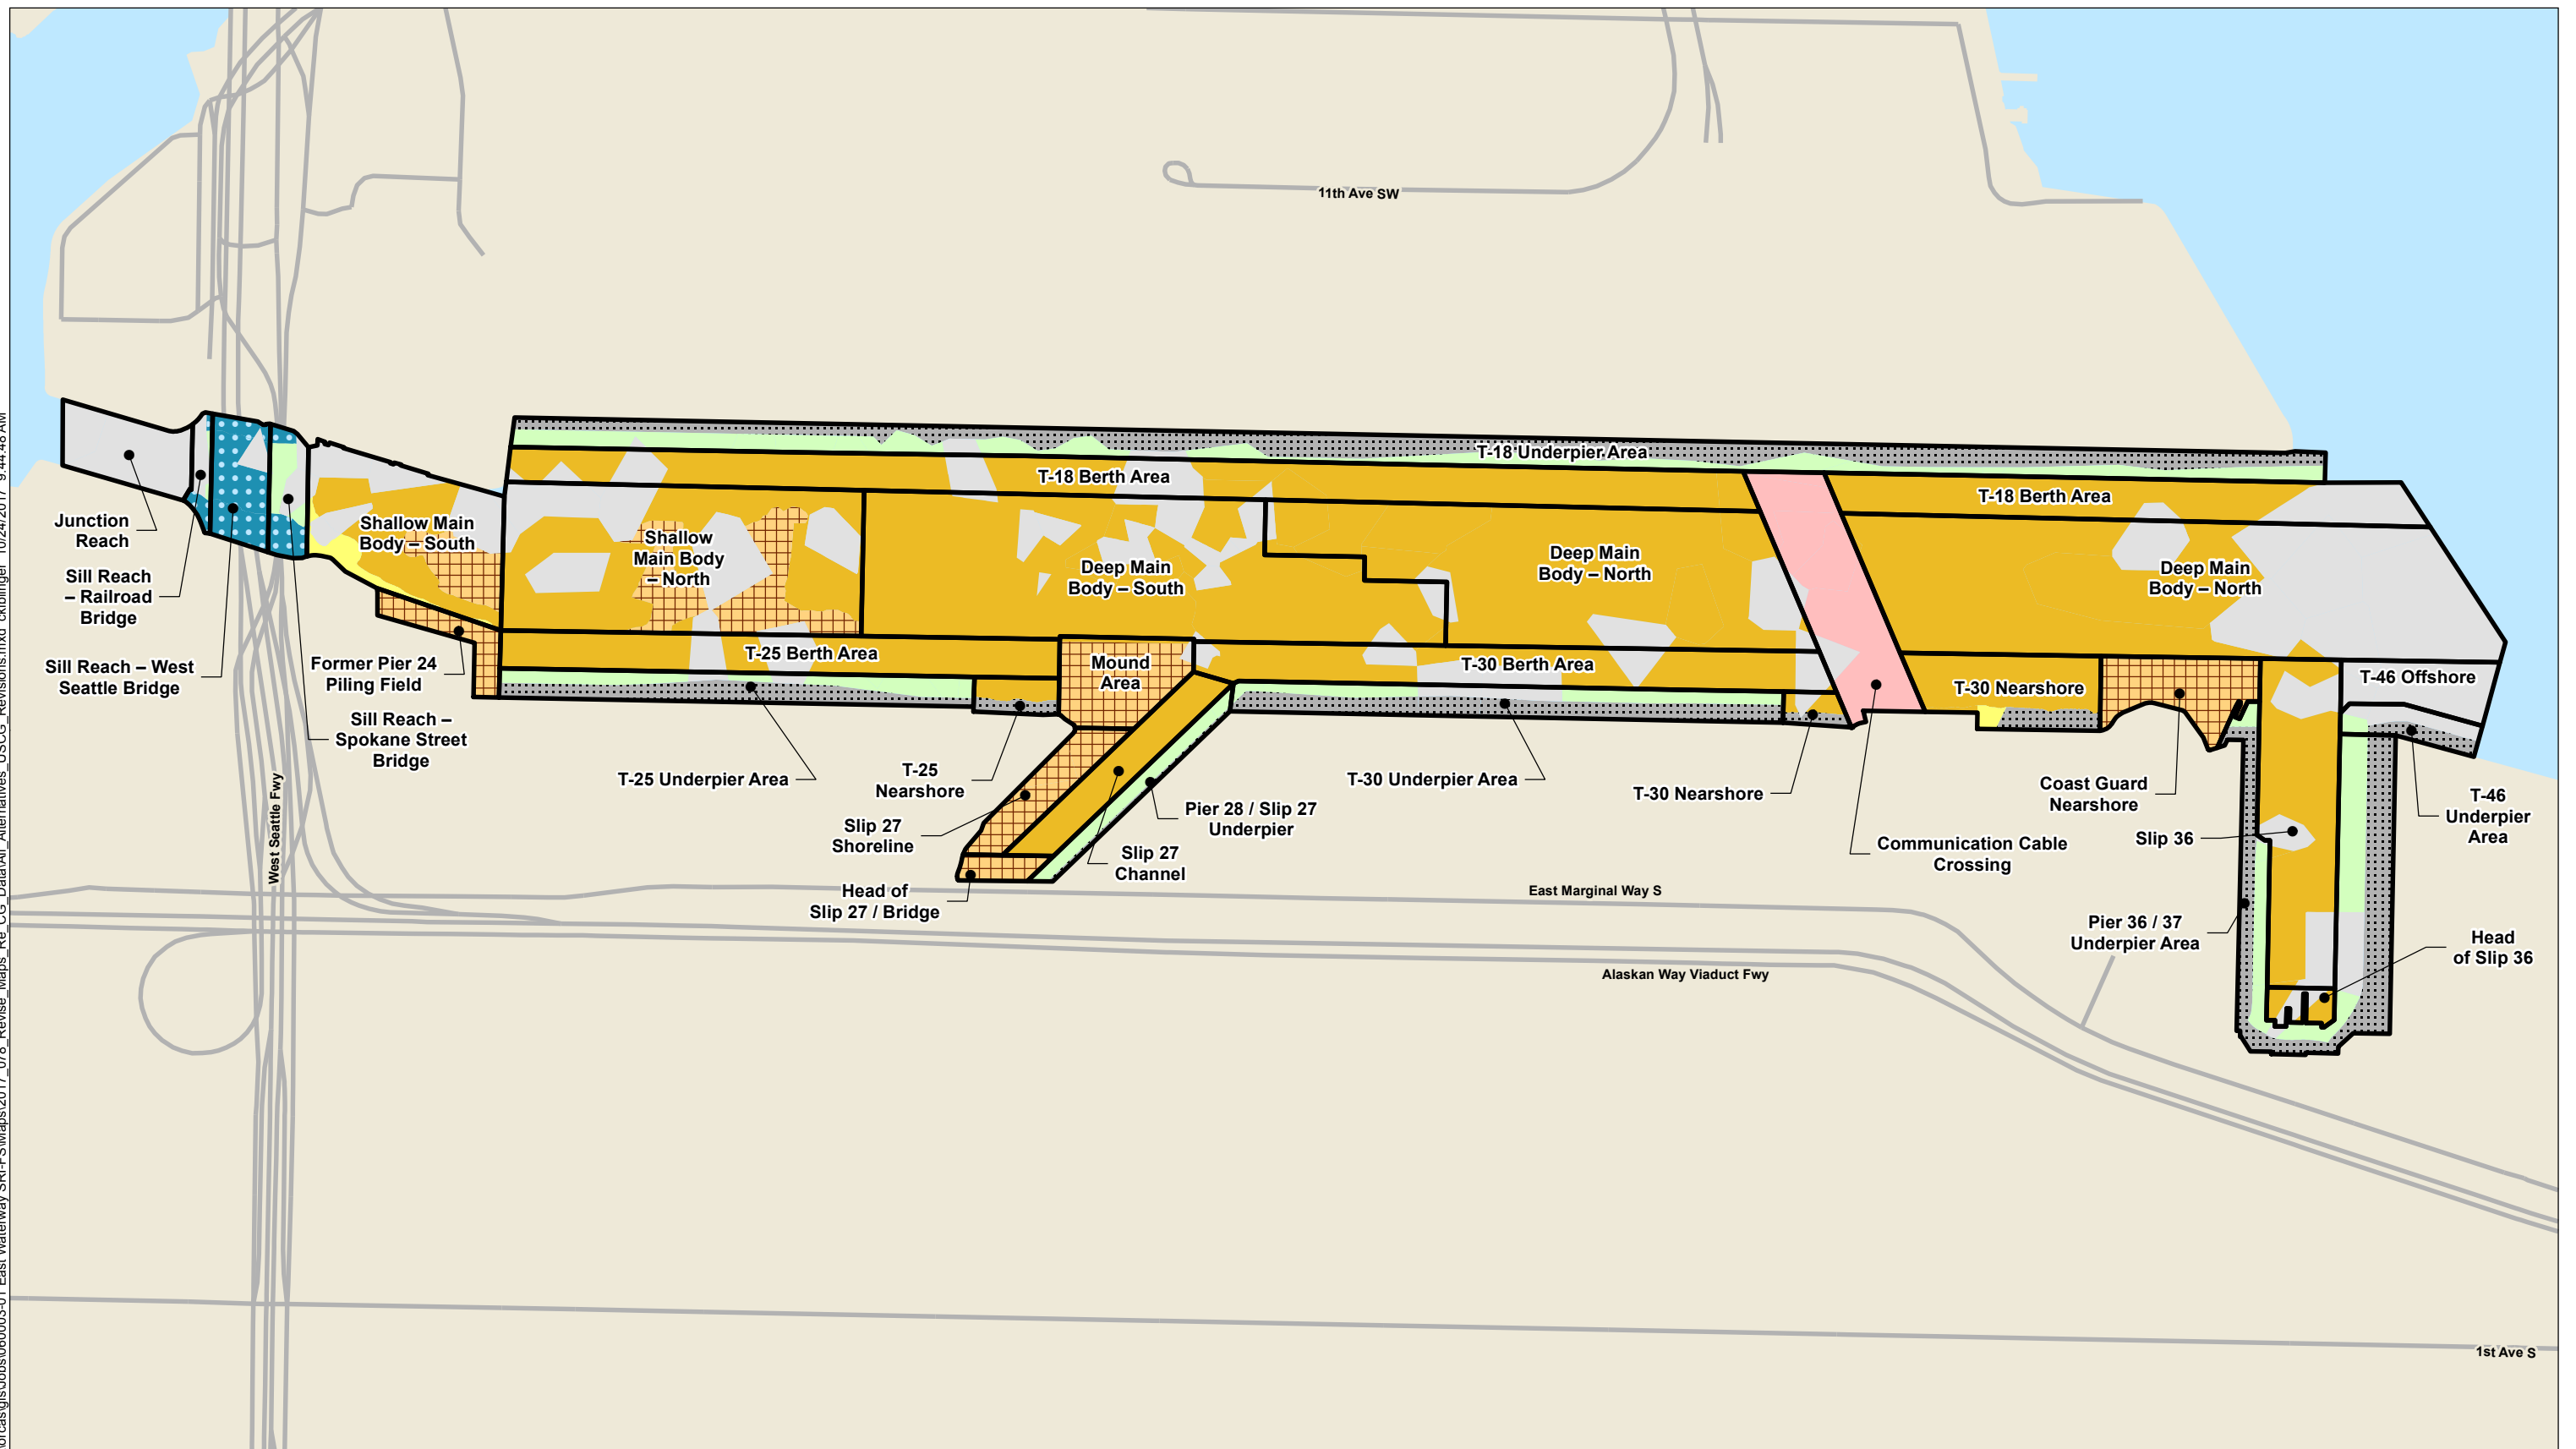 11th Ave SW
T-18 Underpier Area
T-18 Berth Area
T-18 Berth Area
Junction
Reach
Shallow Main
Body – South
Shallow
Main Body
– North
Deep Main
Body – South
Deep Main
Body – North
Deep Main
Body – North
Sill Reach
– Railroad
Bridge
Sill Reach – West
Seattle Bridge
Former Pier 24
Piling Field
Sill Reach –
Spokane Street
Bridge
T-25 Berth Area
Mound
Area
T-30 Berth Area
T-30 Nearshore
T-46 Offshore
T-25 Underpier Area
T-25
Nearshore
Slip 27
Shoreline
Head of
Slip 27 / Bridge
Slip 27
Channel
Pier 28 / Slip 27
Underpier
T-30 Underpier Area
T-30 Nearshore
Communication Cable
Crossing
Coast Guard
Nearshore
Slip 36
T-46
Underpier
Area
Pier 36 / 37
Underpier Area
Head
of Slip 36
West Seattle Fwy
East Marginal Way S
Alaskan Way Viaduct Fwy
1st Ave S